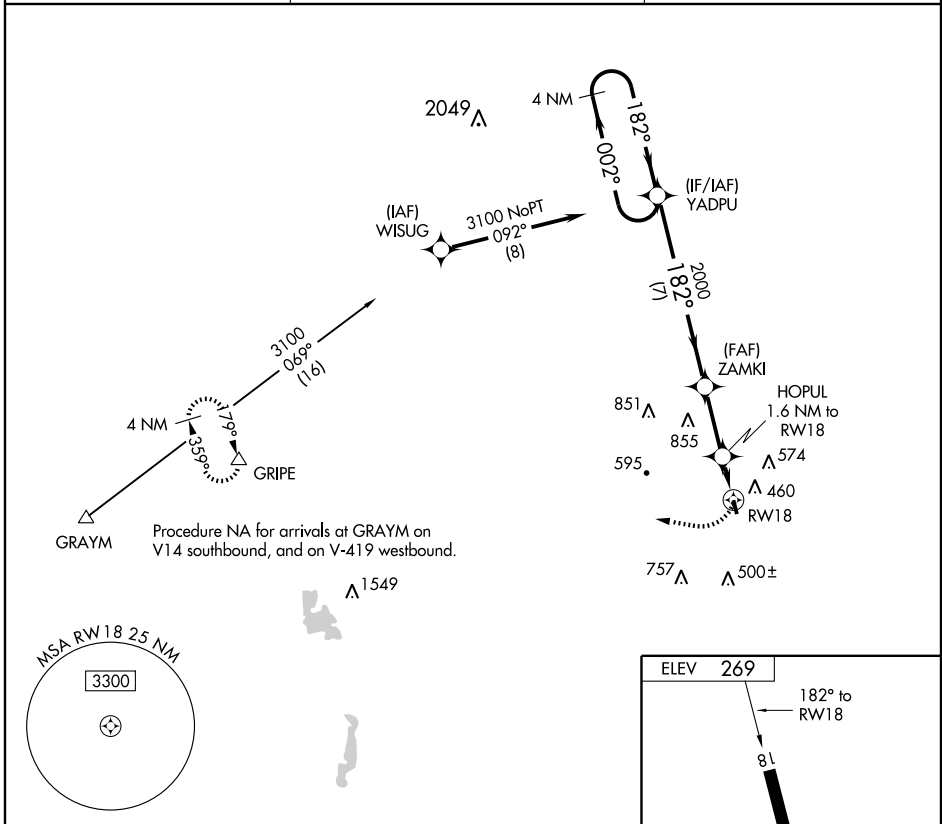 2049
4 NM
182°
002°
(IF/IAF)
YADPU
(IAF)
WISUG
3100 NoPT
092°
(8)
2000
182°
(7)
3100
069°
(16)
(FAF)
ZAMKI
HOPUL
1.6 NM to
RW18
851
855
574
595
460
RW18
4 NM
179°
359°
GRIPE
GRAYM
Procedure NA for arrivals at GRAYM on
V14 southbound, and on V-419 westbound.
757
500±
1549
MSA RW 18 25 NM
3300
ELEV 269
182° to
RW18
18